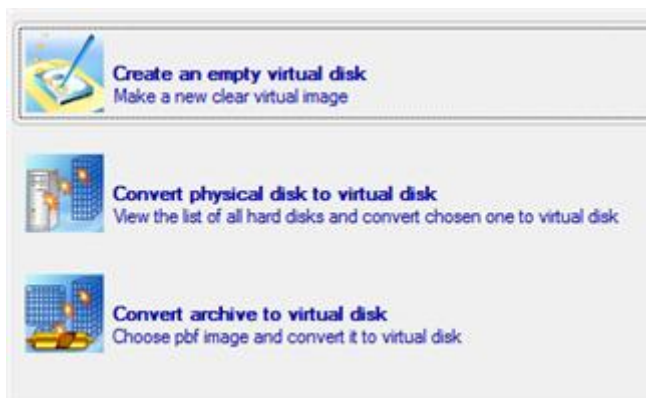 Create an empty virtual disk
Make a new clear virtual image
Convert physical disk to virtual disk
View the list of all hard disks and convert chosen one to virtual disk
Convert archive to virtual disk
Choose pbf image and convert it to virtual disk